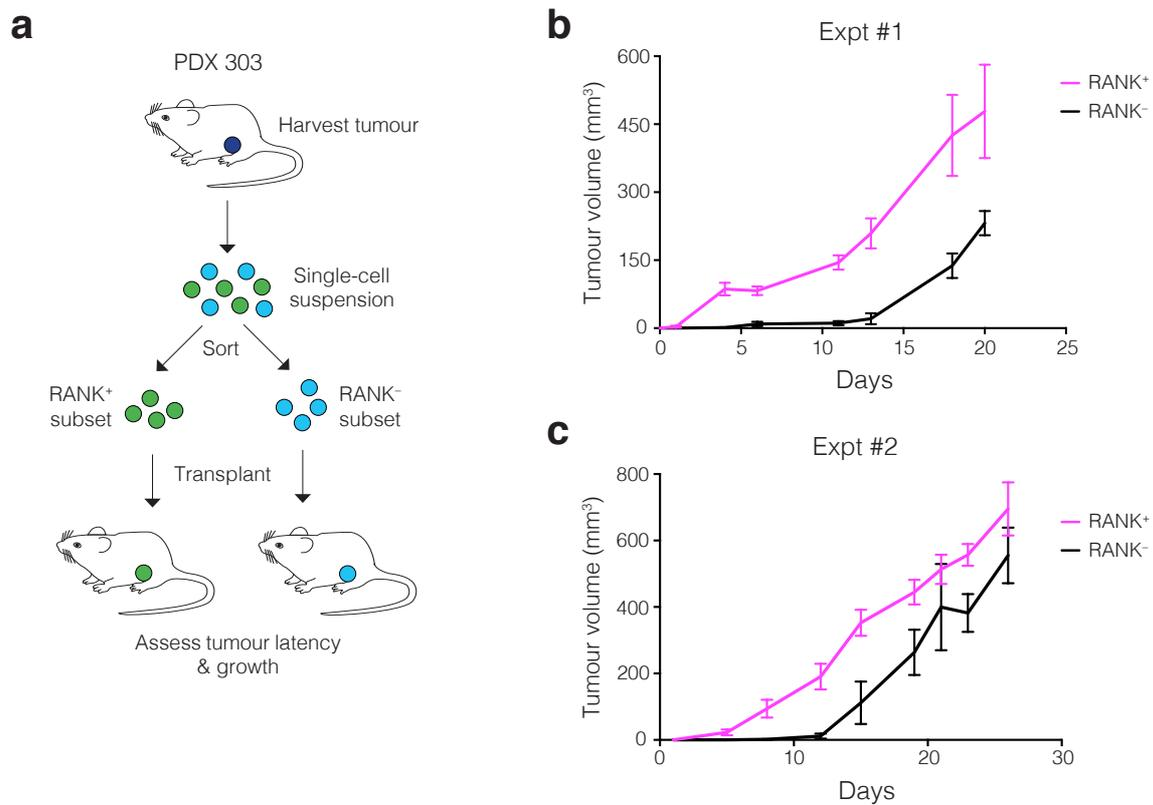 a
PDX 303
Harvest tumour
Single-cell
suspension
Sort
RANK⁺
subset
RANK⁻
subset
Transplant
Assess tumour latency
& growth
b
Expt #1
Tumour volume (mm³)
600
450
300
150
0
0 5 10 15 20 25
Days
RANK⁺
RANK⁻
c
Expt #2
Tumour volume (mm³)
800
600
400
200
0
0 10 20 30
Days
RANK⁺
RANK⁻